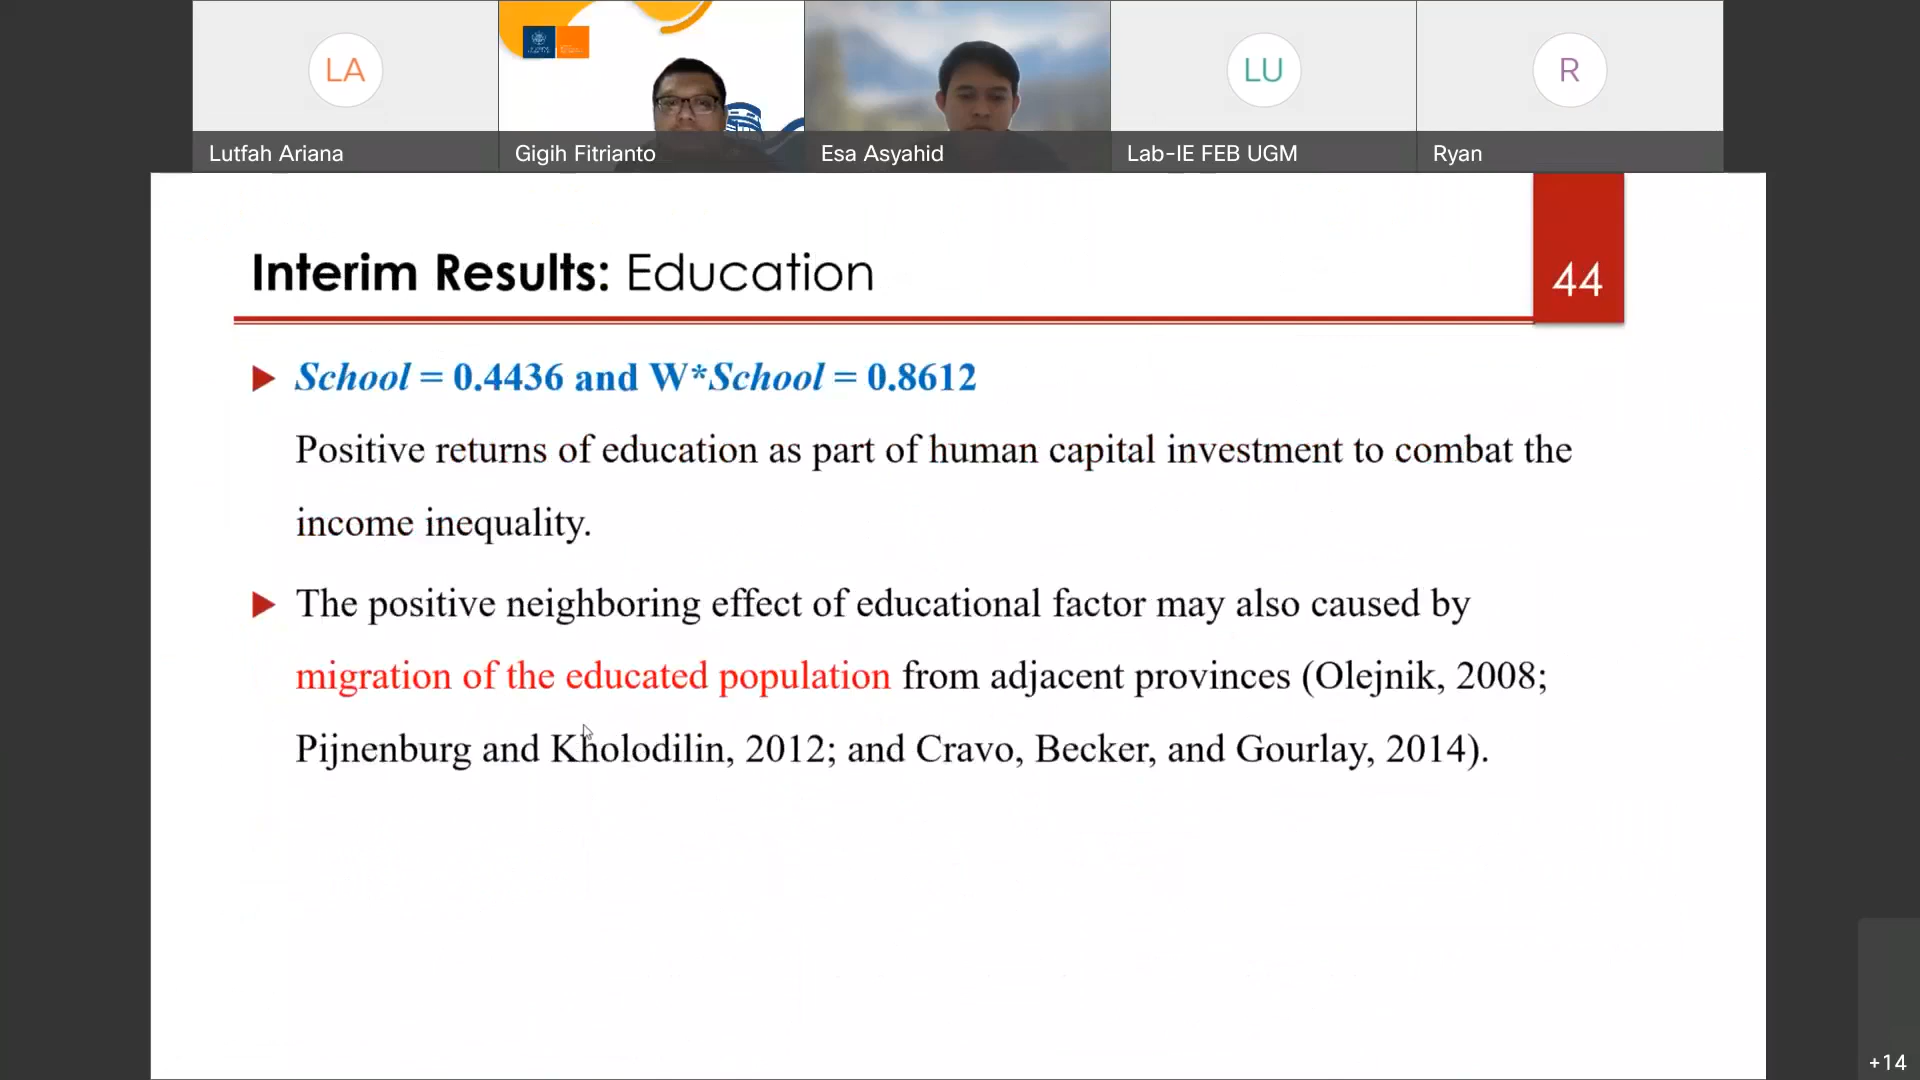 LA
LU
R
Lutfah Ariana
Gigih Fitrianto
Esa Asyahid
Lab-IE FEB UGM
Ryan
Interim Results: Education
44
School = 0.4436 and W*School = 0.8612
Positive returns of education as part of human capital investment to combat the
income inequality.
The positive neighboring effect of educational factor may also caused by
migration of the educated population from adjacent provinces (Olejnik, 2008;
Pijnenburg and Kholodilin, 2012; and Cravo, Becker, and Gourlay, 2014).
+14